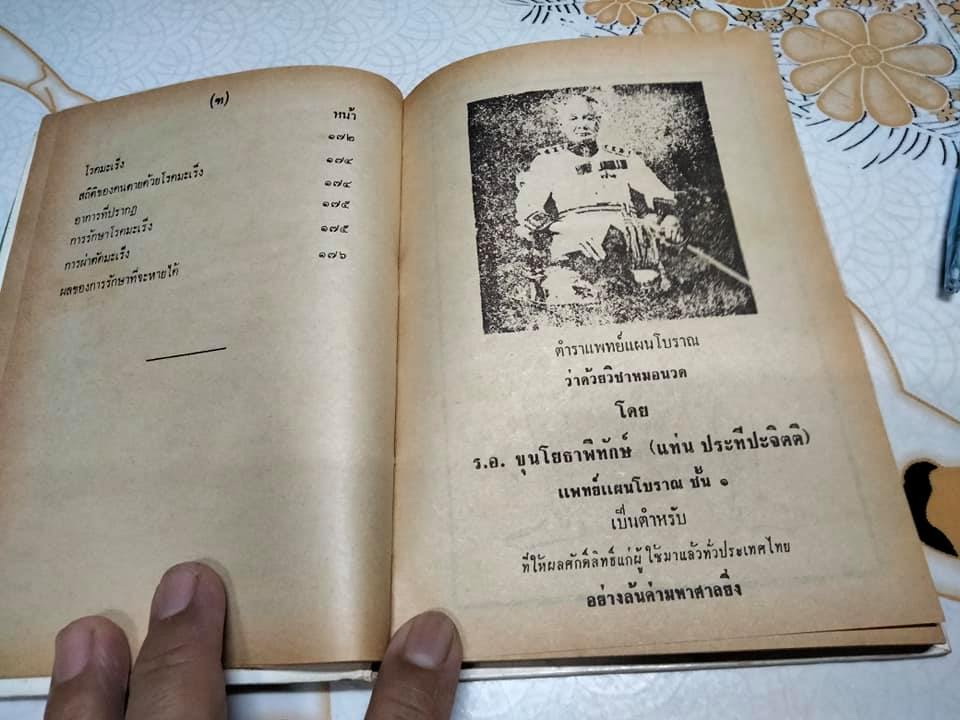 (ฑ)
หน้า
โรคมะเร็ง ๑๗๒
สถิติของคนตายด้วยโรคมะเร็ง ๑๗๔
อาการที่ปรากฏ ๑๗๔
การรักษาโรคมะเร็ง ๑๗๕
การผ่าตัดมะเร็ง ๑๗๕
ผลของการรักษาที่จะหายได้ ๑๗๖
ตำราแพทย์แผนโบราณ
ว่าด้วยวิชาหมอนวด
โดย
ร.อ. ขุนโยธาพิทักษ์ (แท่น ประทีปะจิตติ)
แพทย์แผนโบราณ ชั้น ๑
เป็นตำหรับ
ที่ให้ผลศักดิ์สิทธิ์แก่ผู้ใช้มาแล้วทั่วประเทศไทย
อย่างล้นค่ามหาศาลยิ่ง